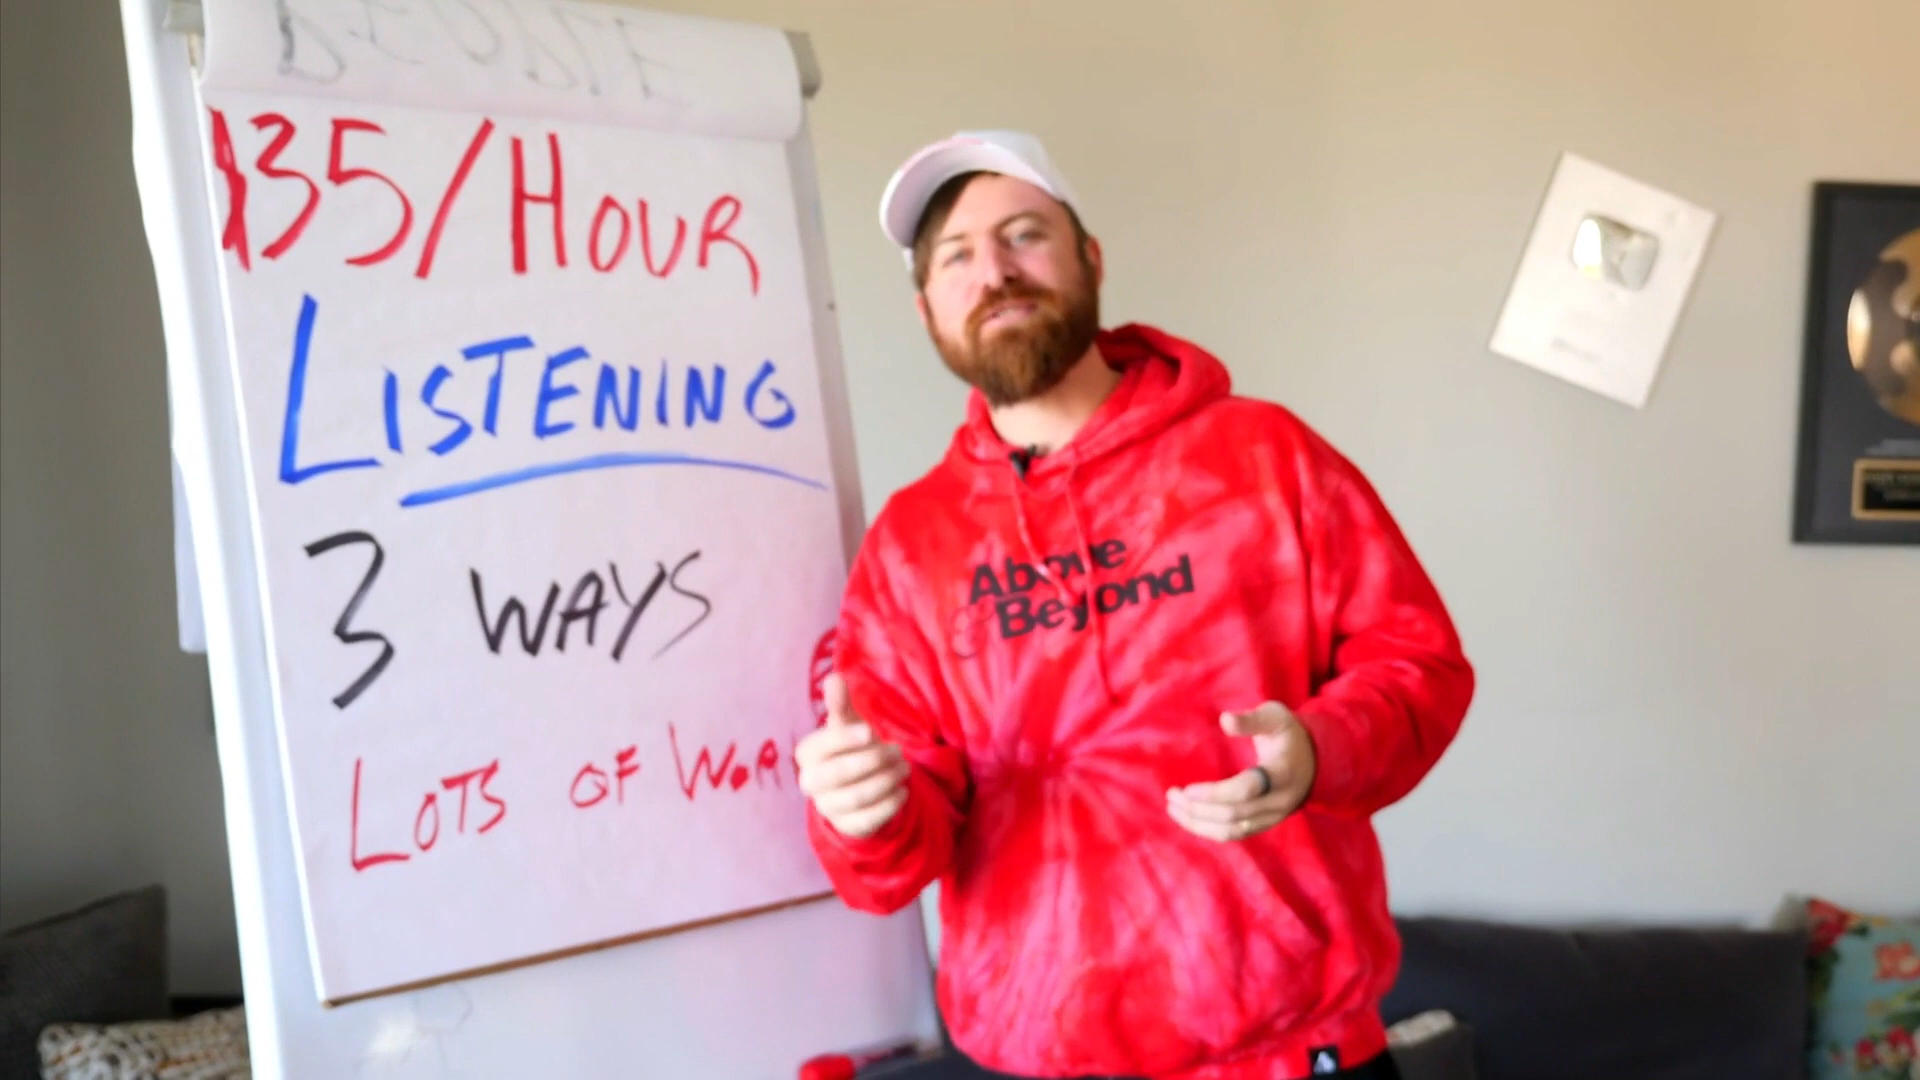 $35/HOUR
LISTENING
3 WAYS
LOTS OF WORK
Above
& Beyond